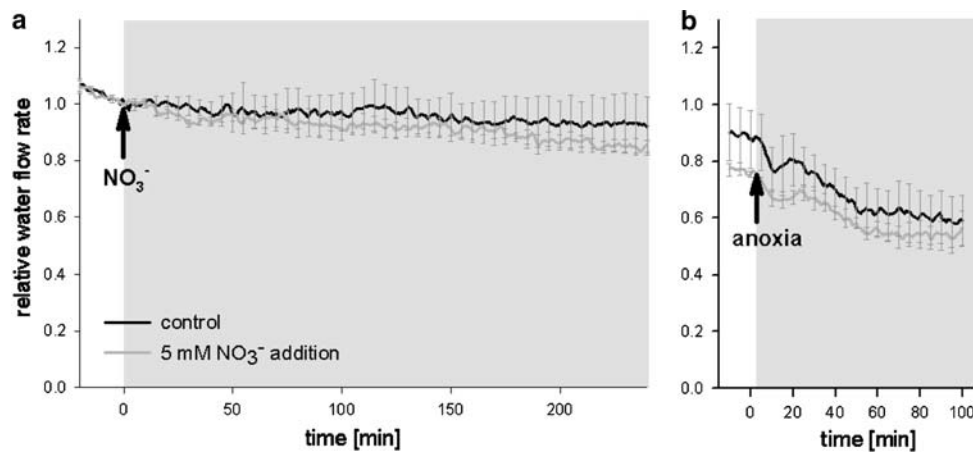 a
relative water flow rate
1.2
1.0
0.8
0.6
0.4
0.2
0.0
NO₃⁻
control
5 mM NO₃⁻ addition
0 50 100 150 200
time [min]
b
1.2
1.0
0.8
0.6
0.4
0.2
0.0
anoxia
0 20 40 60 80 100
time [min]